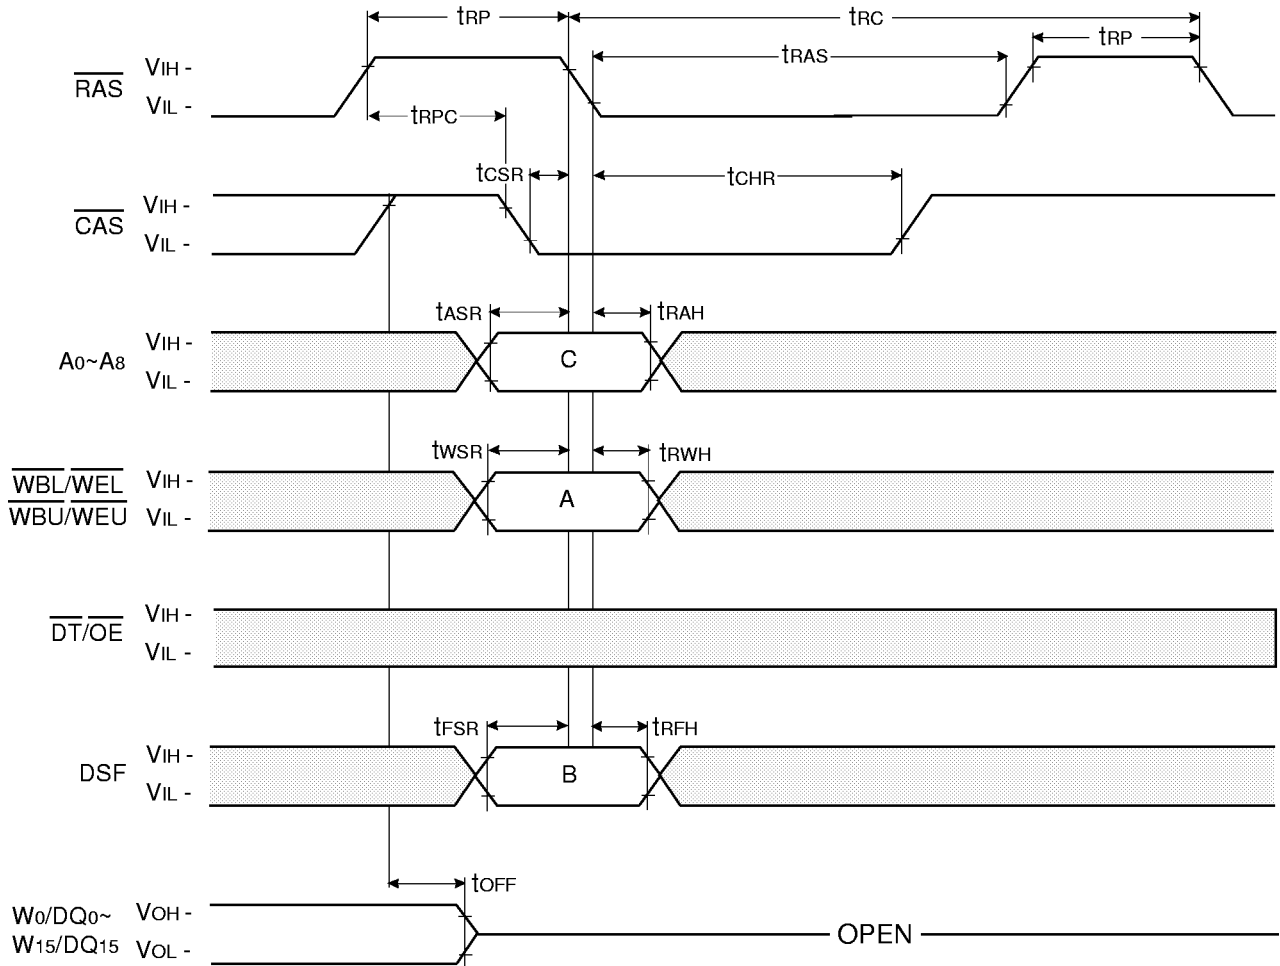 tRP
tRC
tRAS
tRP
RAS
VIH -
VIL -
tRPC
tCSR
tCHR
CAS
VIH -
VIL -
tASR
tRAH
A0~A8
VIH -
VIL -
C
tWSR
tRWH
WBL/WEL
WBU/WEU
VIH -
VIL -
A
DT/OE
VIH -
VIL -
tFSR
tRFH
DSF
VIH -
VIL -
B
tOFF
W0/DQ0~
W15/DQ15
VOH -
VOL -
OPEN